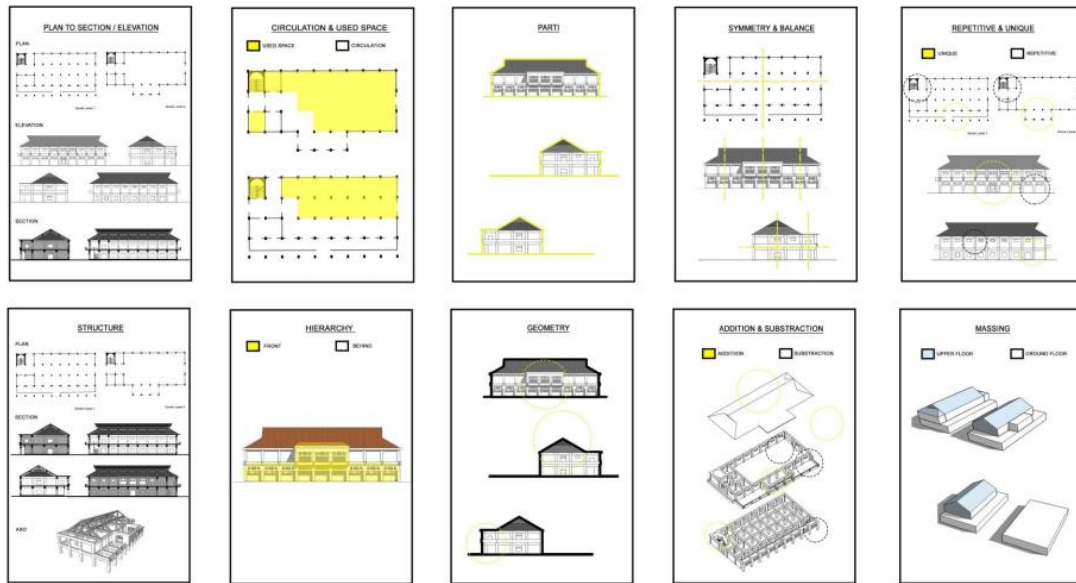 PLAN TO SECTION / ELEVATION
PLAN
ELEVATION
SECTION
CIRCULATION & USED SPACE
USED-SPACE
CIRCULATION
PARTI
SYMMETRY & BALANCE
REPETITIVE & UNIQUE
UNIQUE
REPETITIVE
STRUCTURE
PLAN
SECTION
AXO
HIERARCHY
FRONT
BEHIND
GEOMETRY
ADDITION & SUBSTRACTION
ADDITION
SUBSTRACTION
MASSING
UPPER FLOOR
GROUND FLOOR